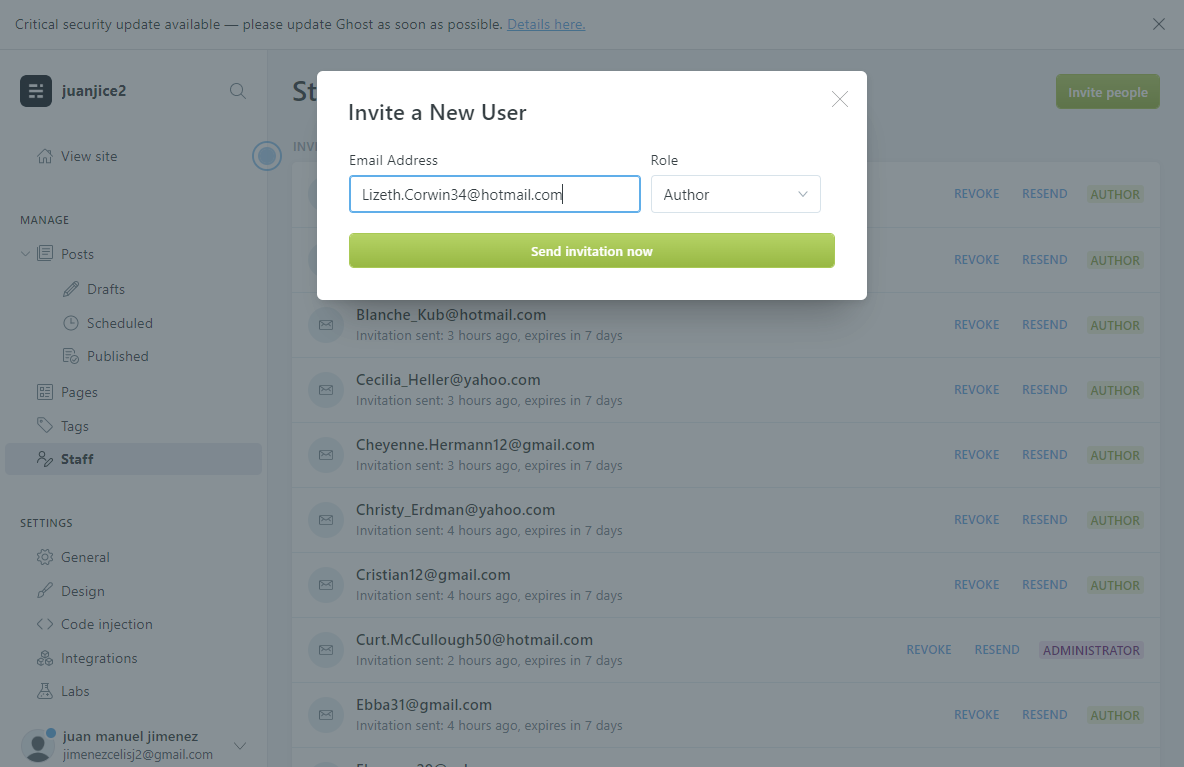 Critical security update available — please update Ghost as soon as possible. Details here.
juanjice2
View site
MANAGE
Posts
Drafts
Scheduled
Published
Pages
Tags
Staff
SETTINGS
General
Design
Code injection
Integrations
Labs
juan manuel jimenez
jimenezcelisj2@gmail.com
St
Invite people
INVI
Invite a New User
Email Address
Role
Lizeth.Corwin34@hotmail.com
Author
Send invitation now
REVOKE RESEND AUTHOR
REVOKE RESEND AUTHOR
Blanche_Kub@hotmail.com
Invitation sent: 3 hours ago, expires in 7 days
REVOKE RESEND AUTHOR
Cecilia_Heller@yahoo.com
Invitation sent: 3 hours ago, expires in 7 days
REVOKE RESEND AUTHOR
Cheyenne.Hermann12@gmail.com
Invitation sent: 3 hours ago, expires in 7 days
REVOKE RESEND AUTHOR
Christy_Erdman@yahoo.com
Invitation sent: 4 hours ago, expires in 7 days
REVOKE RESEND AUTHOR
Cristian12@gmail.com
Invitation sent: 4 hours ago, expires in 7 days
REVOKE RESEND AUTHOR
Curt.McCullough50@hotmail.com
Invitation sent: 2 hours ago, expires in 7 days
REVOKE RESEND ADMINISTRATOR
Ebba31@gmail.com
Invitation sent: 4 hours ago, expires in 7 days
REVOKE RESEND AUTHOR